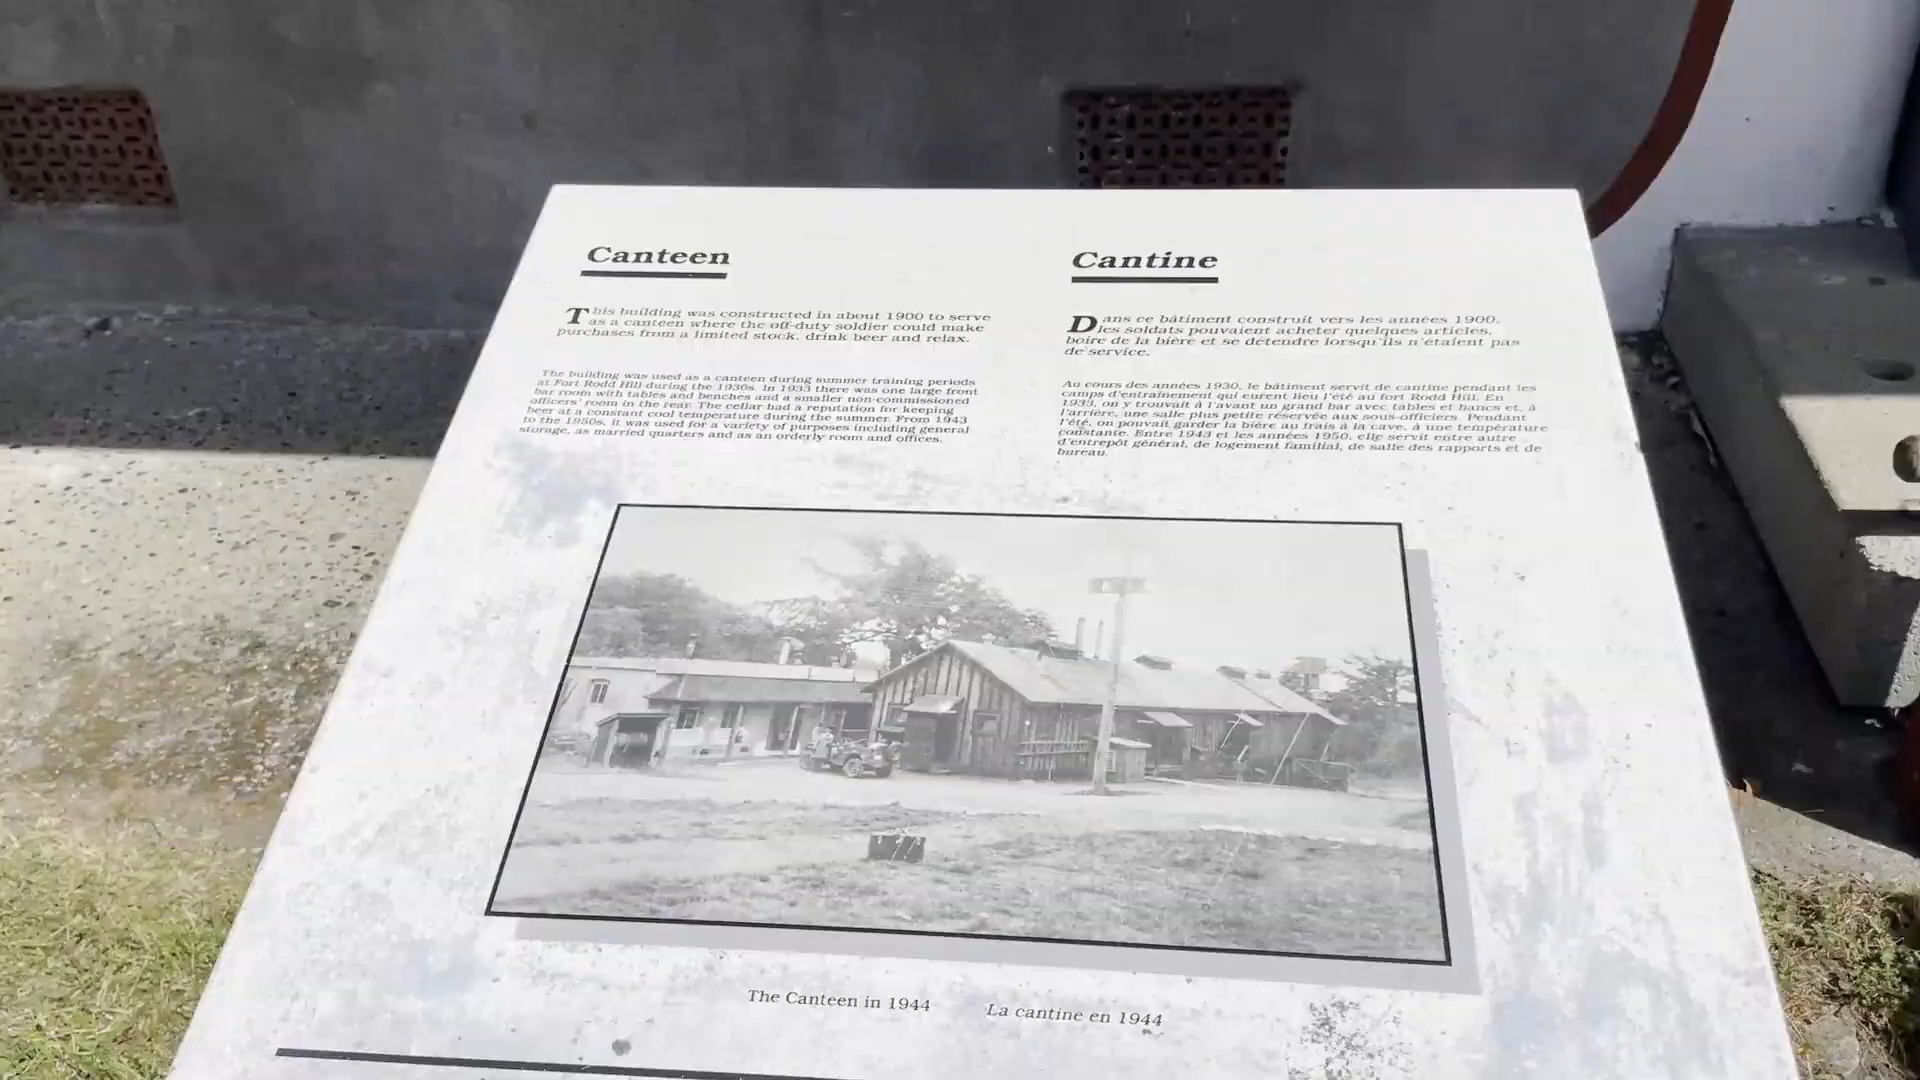 Canteen
This building was constructed in about 1900 to serve
as a canteen where the off-duty soldier could make
purchases from a limited stock, drink beer and relax.
The building was used as a canteen during summer training periods
at Fort Rodd Hill during the 1930s. In 1933 there was one large front
bar room with tables and benches and a smaller non-commissioned
officers' room in the rear. The cellar had a reputation for keeping
beer at a constant cool temperature during the summer. From 1943
to the 1950s, it was used for a variety of purposes including general
storage, as married quarters and as an orderly room and offices.
Cantine
Dans ce bâtiment construit vers les années 1900,
les soldats pouvaient acheter quelques articles,
boire de la bière et se détendre lorsqu'ils n'étaient pas
de service.
Au cours des années 1930, le bâtiment servit de cantine pendant les
camps d'entraînement qui eurent lieu l'été au fort Rodd Hill. En
1933, on y trouvait à l'avant un grand bar avec tables et bancs et, à
l'arrière, une salle plus petite réservée aux sous-officiers. Pendant
l'été, on pouvait garder la bière au frais à la cave, à une température
constante. Entre 1943 et les années 1950, elle servit entre autre
d'entrepôt général, de logement familial, de salle des rapports et de
bureau.
The Canteen in 1944
La cantine en 1944